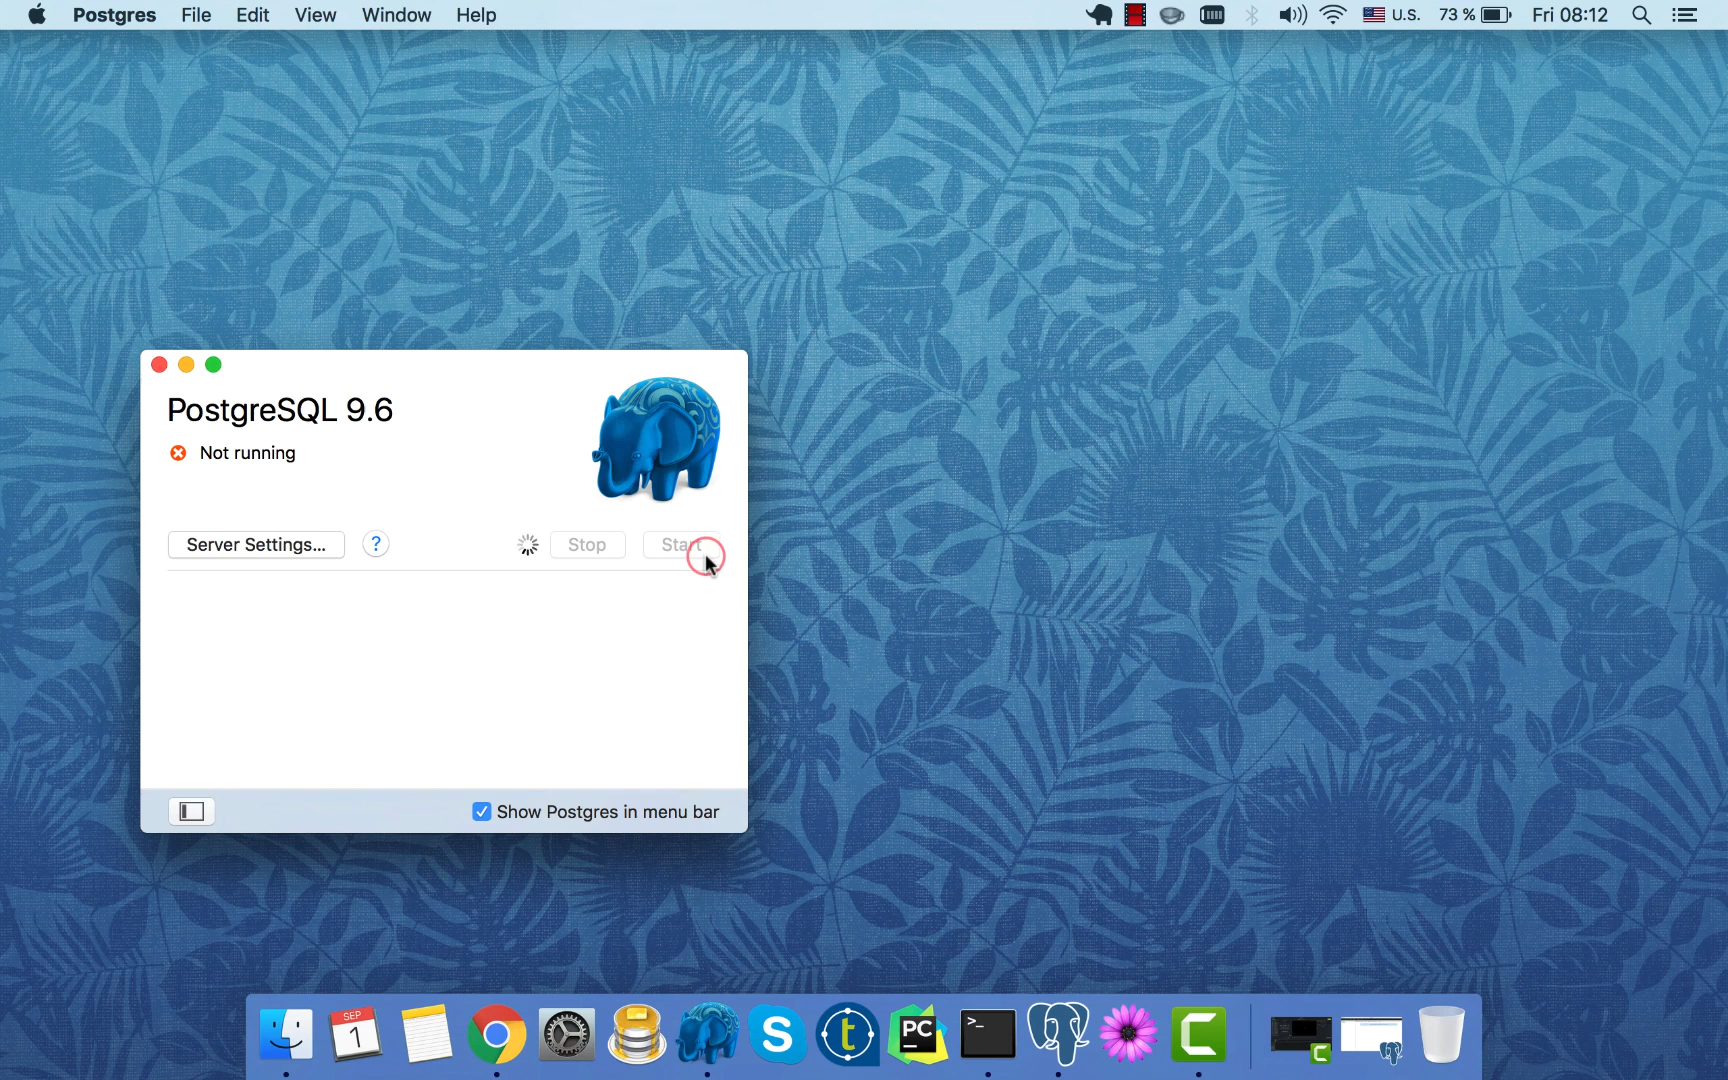 Postgres File Edit View Window Help U.S. 73 % Fri 08:12
PostgreSQL 9.6
Not running
Server Settings... ? Stop Start
Show Postgres in menu bar
SEP
1
S
t
PC
>_
C
C